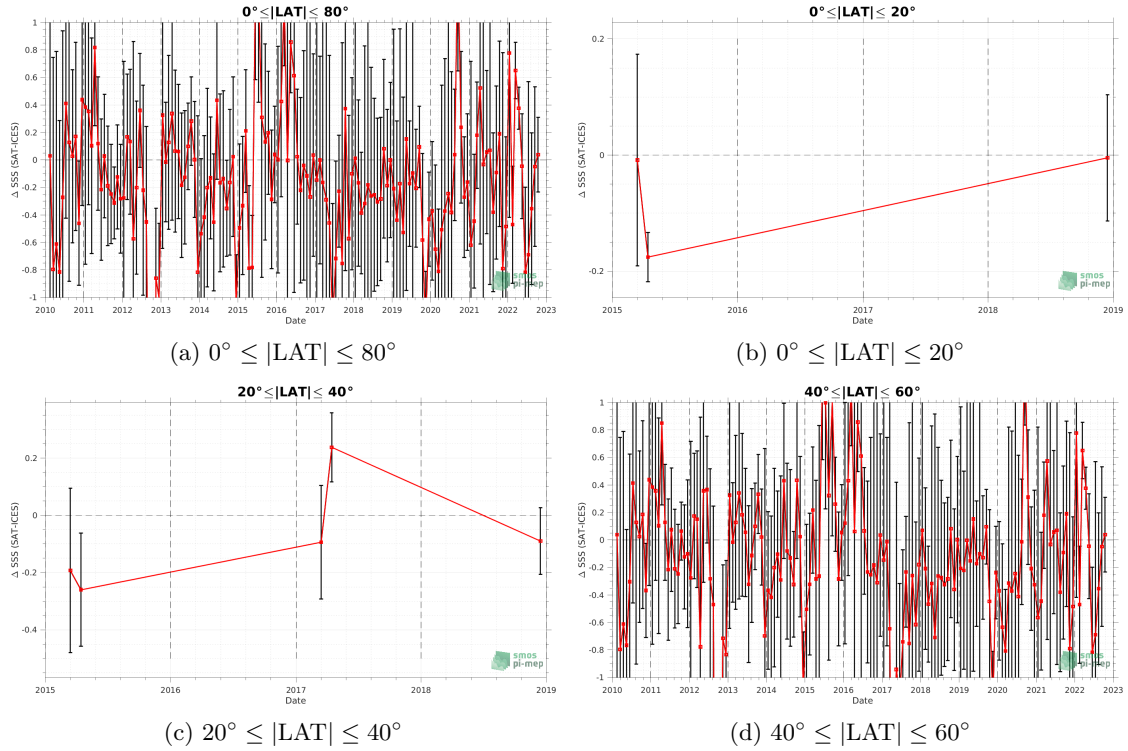 0°≤|LAT|≤ 80°
Δ SSS (SAT-ICES)
1
0.8
0.6
0.4
0.2
0
-0.2
-0.4
-0.6
-0.8
-1
2010 2011 2012 2013 2014 2015 2016 2017 2018 2019 2020 2021 2022 2023
Date
smos
pi-mep
(a) 0° ≤ |LAT| ≤ 80°
0°≤|LAT|≤ 20°
Δ SSS (SAT-ICES)
0.2
0
-0.2
2015 2016 2017 2018 2019
Date
smos
pi-mep
(b) 0° ≤ |LAT| ≤ 20°
20°≤|LAT|≤ 40°
Δ SSS (SAT-ICES)
0.2
0
-0.2
-0.4
2015 2016 2017 2018 2019
Date
smos
pi-mep
(c) 20° ≤ |LAT| ≤ 40°
40°≤|LAT|≤ 60°
Δ SSS (SAT-ICES)
1
0.8
0.6
0.4
0.2
0
-0.2
-0.4
-0.6
-0.8
-1
2010 2011 2012 2013 2014 2015 2016 2017 2018 2019 2020 2021 2022 2023
Date
smos
pi-mep
(d) 40° ≤ |LAT| ≤ 60°